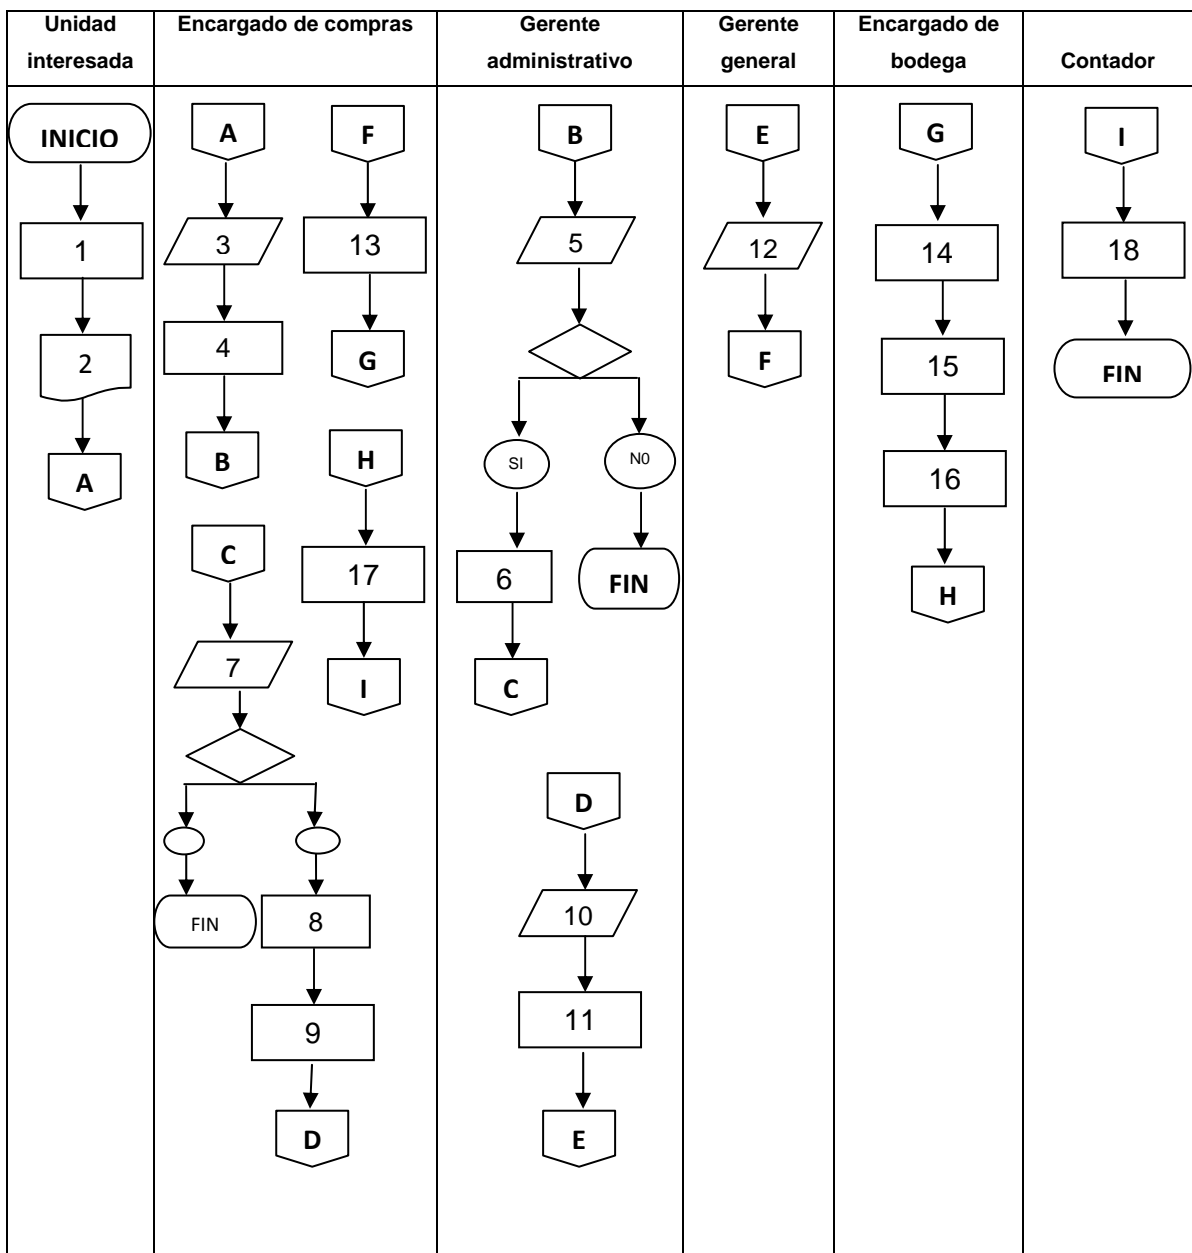 Unidad
interesada
Encargado de compras
Gerente
administrativo
Gerente
general
Encargado de
bodega
Contador
INICIO
1
2
A
A
3
4
B
C
7
FIN
8
9
D
F
13
G
H
17
I
B
5
SI
N0
6
FIN
C
D
10
11
E
E
12
F
G
14
15
16
H
I
18
FIN